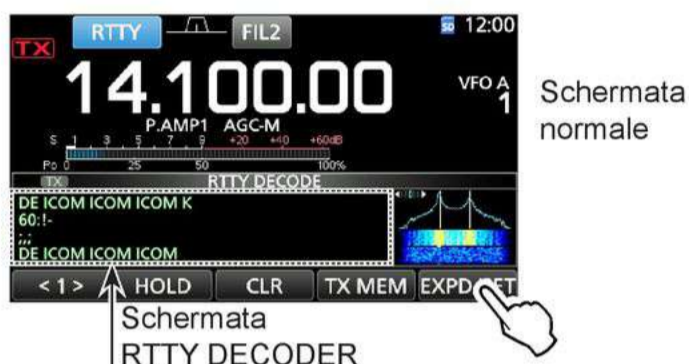 RTTY FIL2 SD 12:00
TX
14.100.00 VFO A
1
P.AMP1 AGC-M
S 1 3 5 7 9 +20 +40 +60dB
Po 0 25 50 100%
TX RTTY DECODE
DE ICOM ICOM ICOM K
60:!-
;;;
DE ICOM ICOM ICOM
< 1 > HOLD CLR TX MEM EXPD
Schermata
normale
Schermata
RTTY DECODER